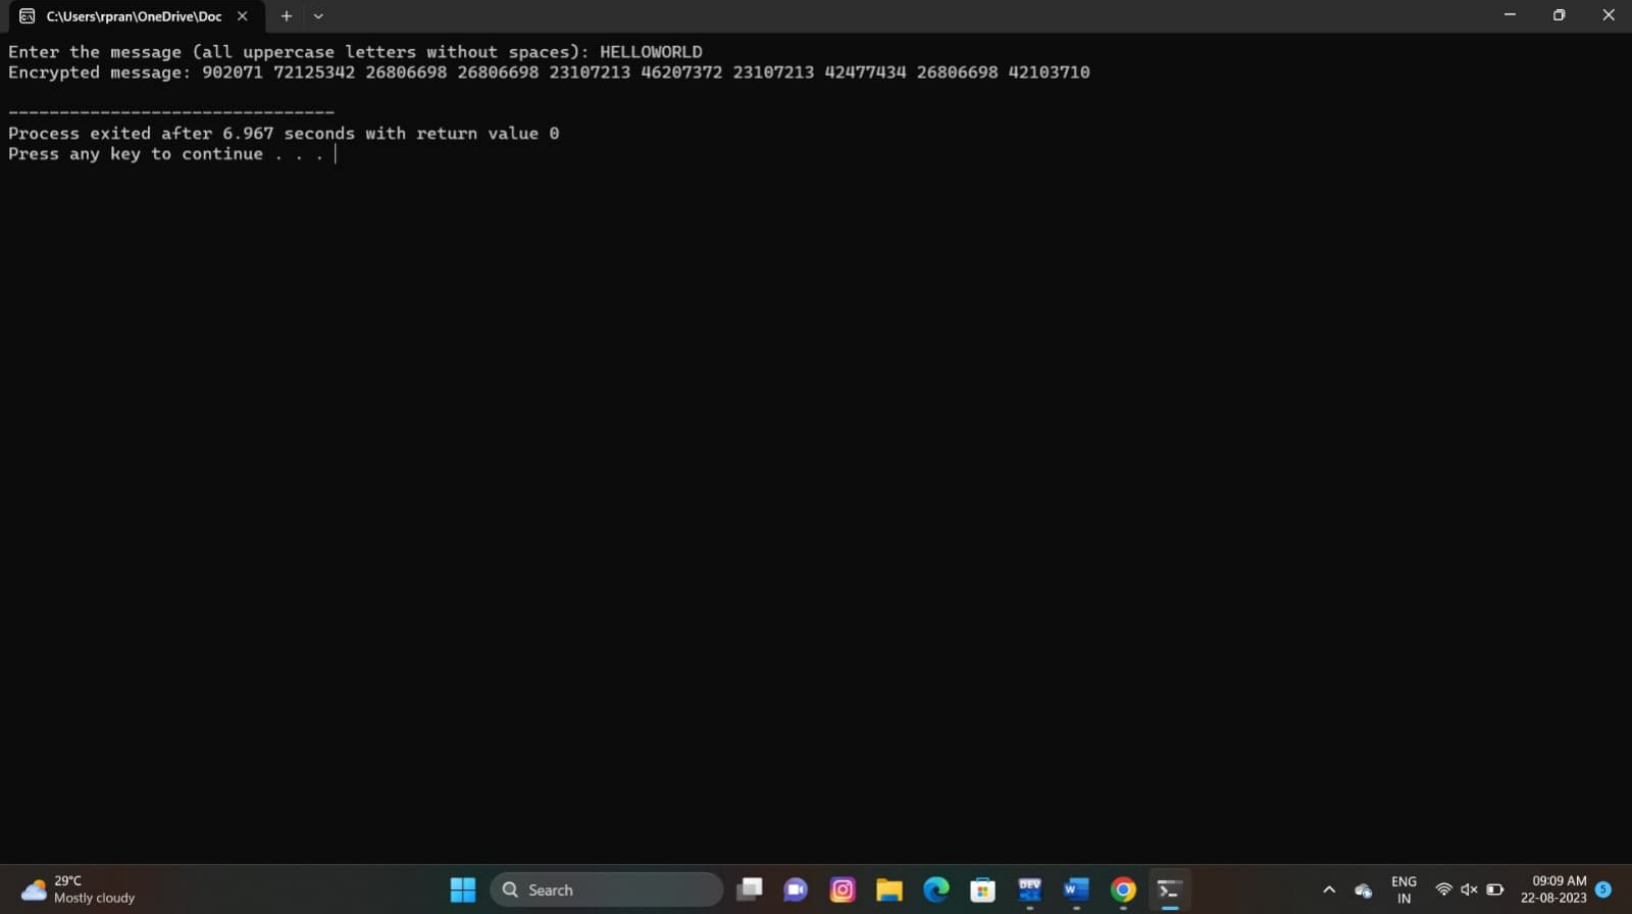 C:\Users\rpran\OneDrive\Doc
Enter the message (all uppercase letters without spaces): HELLOWORLD
Encrypted message: 902071 72125342 26806698 26806698 23107213 46207372 23107213 42477434 26806698 42103710
--------------------------------
Process exited after 6.967 seconds with return value 0
Press any key to continue . . .
29°C
Mostly cloudy
Search
DEV
W
ENG
IN
09:09 AM
22-08-2023
5